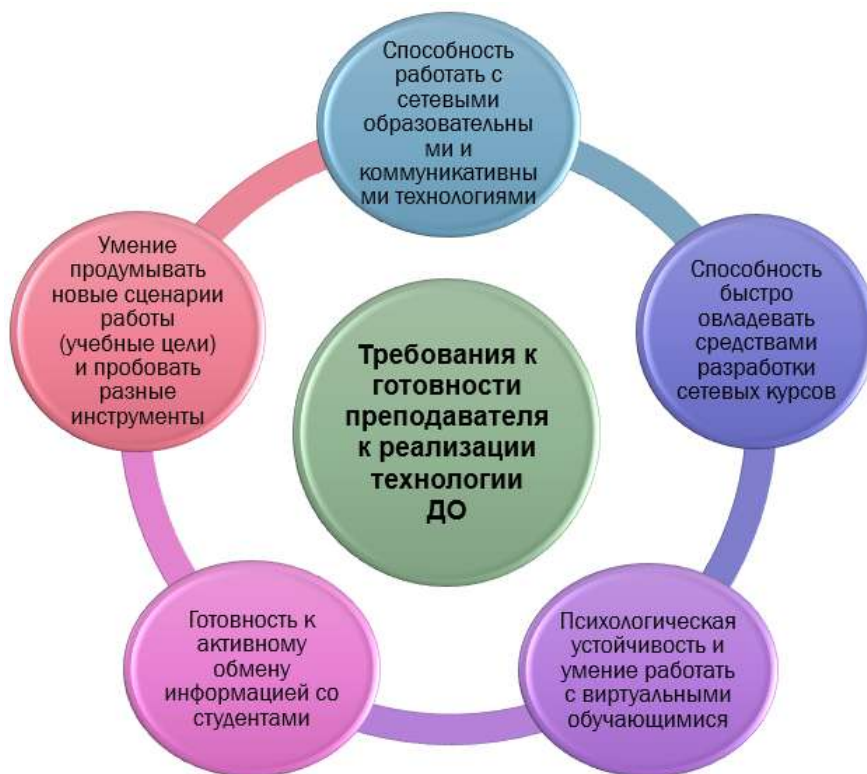 Способность
работать с
сетевыми
образовательны
ми и
коммуникативны
ми технологиями
Способность
быстро
овладевать
средствами
разработки
сетевых курсов
Психологическая
устойчивость и
умение работать
с виртуальными
обучающимися
Готовность к
активному
обмену
информацией со
студентами
Умение
продумывать
новые сценарии
работы
(учебные цели)
и пробовать
разные
инструменты
Требования к
готовности
преподавателя
к реализации
технологии
ДО